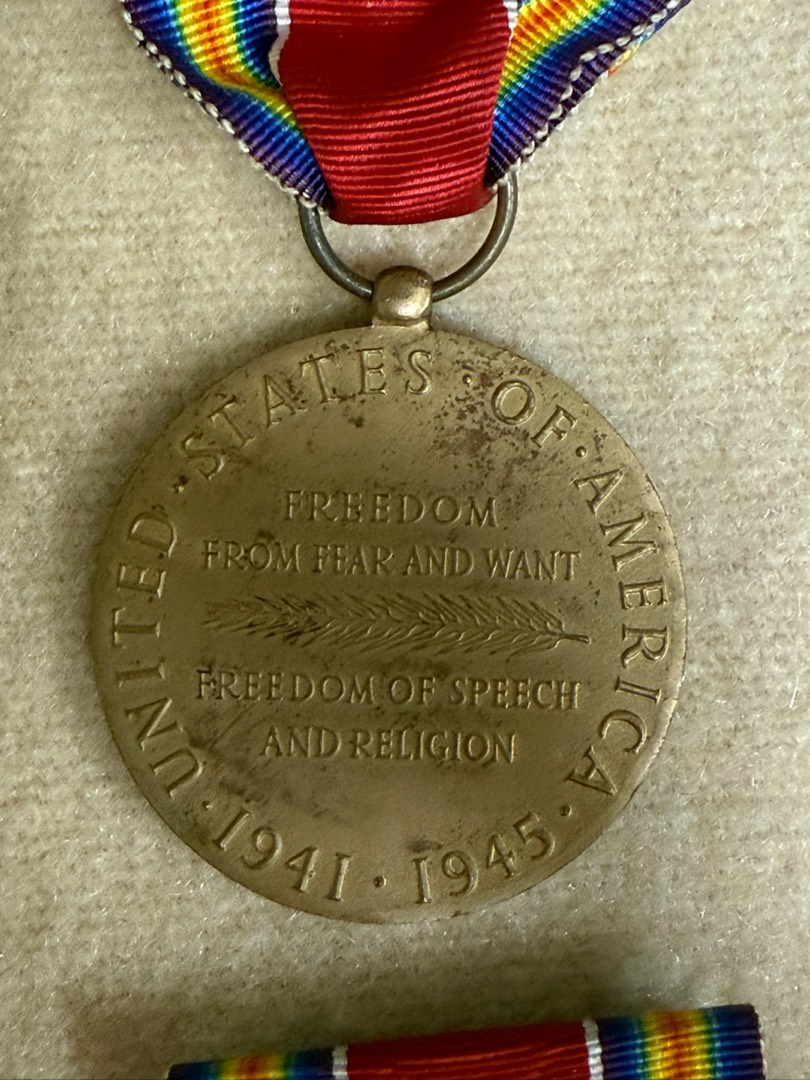 UNITED · STATES · OF · AMERICA · 1941 · 1945
FREEDOM
FROM FEAR AND WANT
FREEDOM OF SPEECH
AND RELIGION